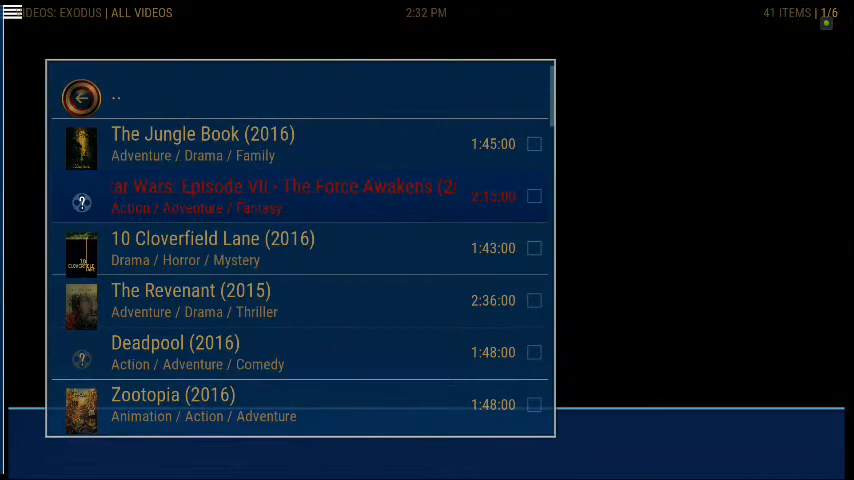 VIDEOS: EXODUS | ALL VIDEOS
2:32 PM
41 ITEMS | 1/6
..
The Jungle Book (2016)
Adventure / Drama / Family
1:45:00
ar Wars: Episode VII - The Force Awakens (2
Action / Adventure / Fantasy
2:15:00
10 Cloverfield Lane (2016)
Drama / Horror / Mystery
1:43:00
The Revenant (2015)
Adventure / Drama / Thriller
2:36:00
Deadpool (2016)
Action / Adventure / Comedy
1:48:00
Zootopia (2016)
Animation / Action / Adventure
1:48:00